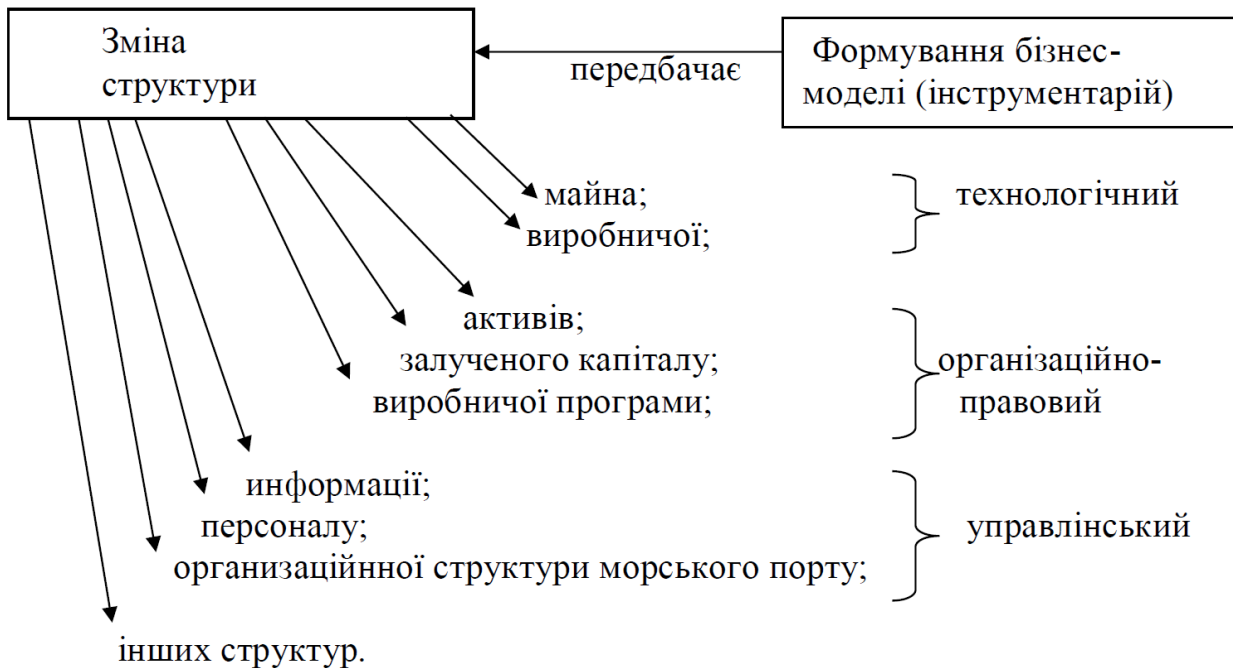 Зміна
структури
передбачає
Формування бізнес-
моделі (інструментарій)
майна;
виробничої;
технологічний
активів;
залученого капіталу;
виробничої програми;
організаційно-
правовий
информації;
персоналу;
организаційнної структури морського порту;
управлінський
інших структур.